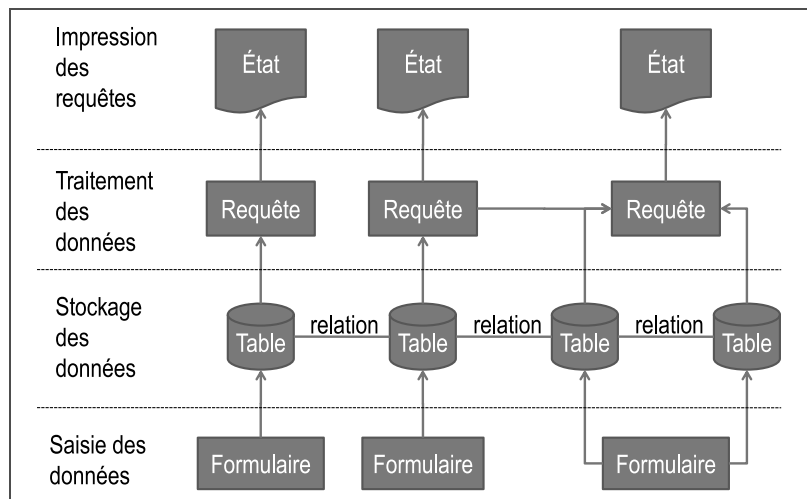 Impression
des
requêtes
État
État
État
Traitement
des
données
Requête
Requête
Requête
Stockage
des
données
Table
relation
Table
relation
Table
relation
Table
Saisie des
données
Formulaire
Formulaire
Formulaire